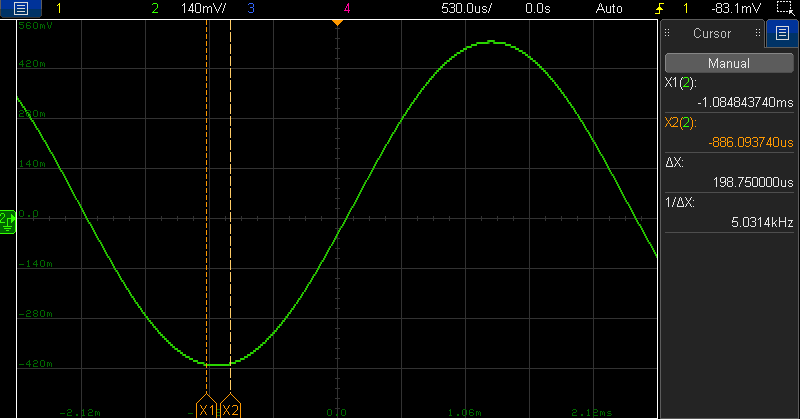 1 2 140mV/ 3 4 530.0us/ 0.0s Auto 1 -83.1mV
560mV
420m
280m
140m
0.0
-140m
-280m
-420m
2
-2.12m 0.0 1.06m 2.12m
X1 X2
Cursor
Manual
X1(2):
-1.084843740ms
X2(2):
-886.093740us
ΔX:
198.750000us
1/ΔX:
5.0314kHz